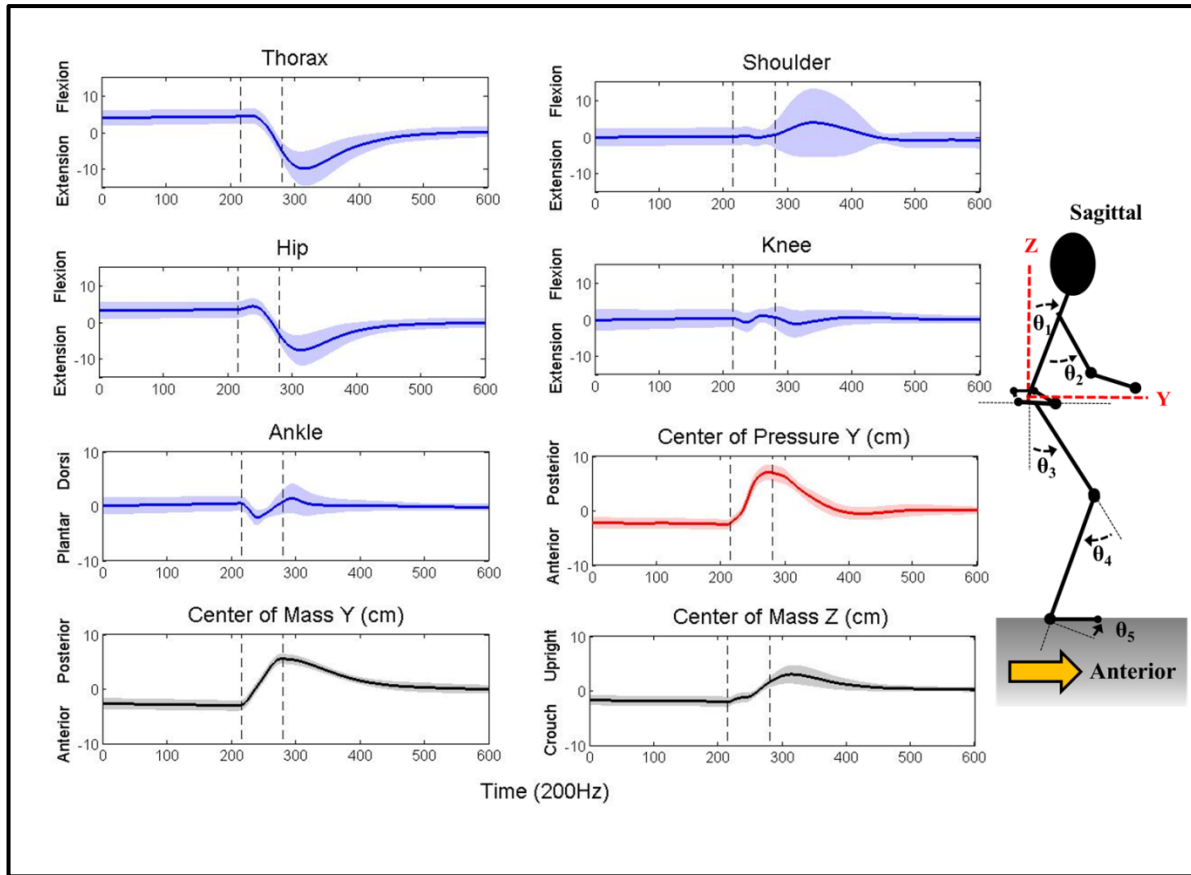 Thorax
Flexion
Extension
10
0
-10
0 100 200 300 400 500 600
Shoulder
Flexion
Extension
10
0
-10
0 100 200 300 400 500 600
Hip
Flexion
Extension
10
0
-10
0 100 200 300 400 500 600
Knee
Flexion
Extension
10
0
-10
0 100 200 300 400 500 600
Ankle
Dorsi
Plantar
10
0
-10
0 100 200 300 400 500 600
Center of Pressure Y (cm)
Posterior
Anterior
10
0
-10
0 100 200 300 400 500 600
Center of Mass Y (cm)
Posterior
Anterior
10
0
-10
0 100 200 300 400 500 600
Center of Mass Z (cm)
Upright
Crouch
10
0
-10
0 100 200 300 400 500 600
Time (200Hz)
Sagittal
Z
θ1
θ2
Y
θ3
θ4
θ5
Anterior